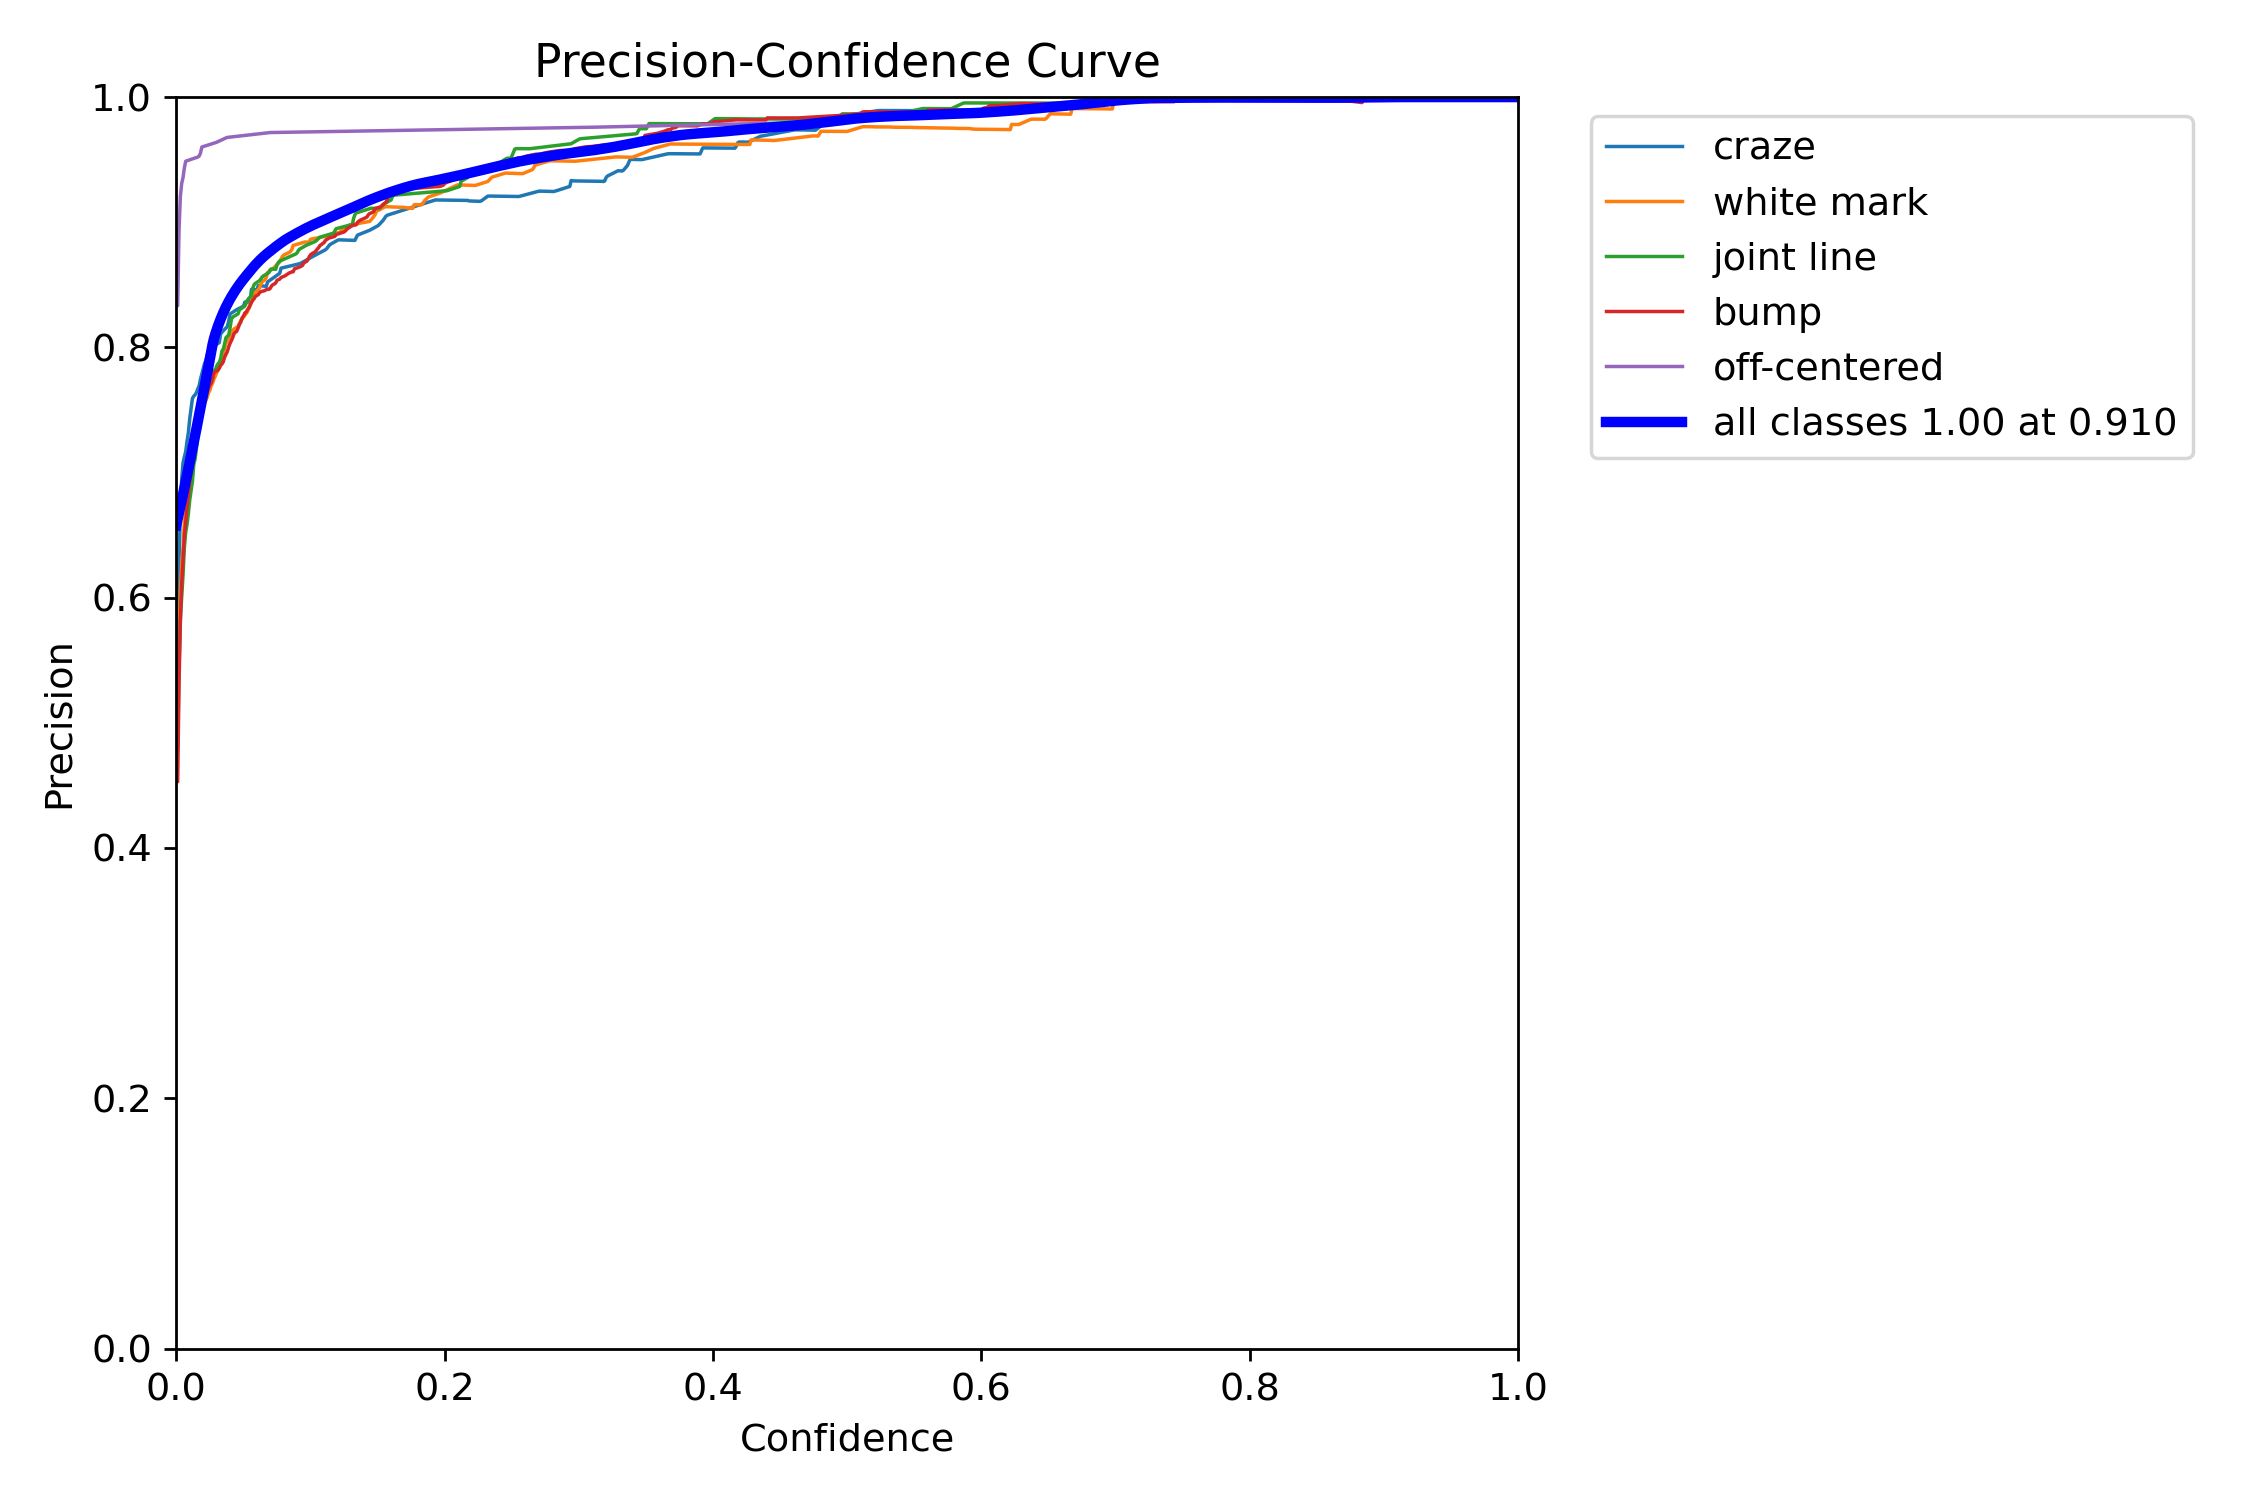 Precision-Confidence Curve
1.0
0.8
0.6
0.4
0.2
0.0
Precision
0.0 0.2 0.4 0.6 0.8 1.0
Confidence
craze
white mark
joint line
bump
off-centered
all classes 1.00 at 0.910